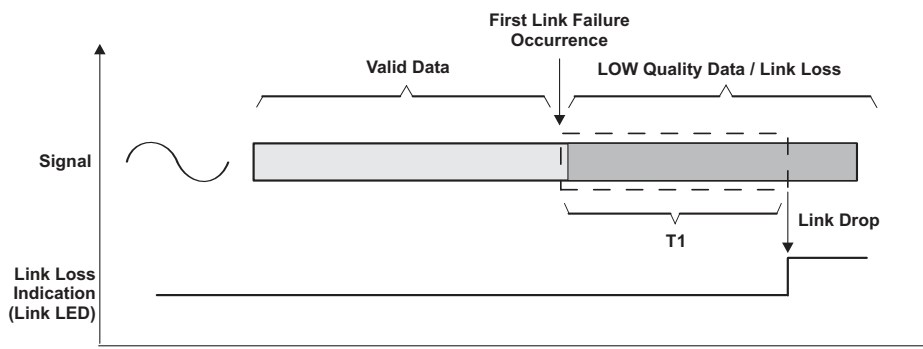 First Link Failure
Occurrence
Valid Data
LOW Quality Data / Link Loss
Signal
T1
Link Drop
Link Loss
Indication
(Link LED)